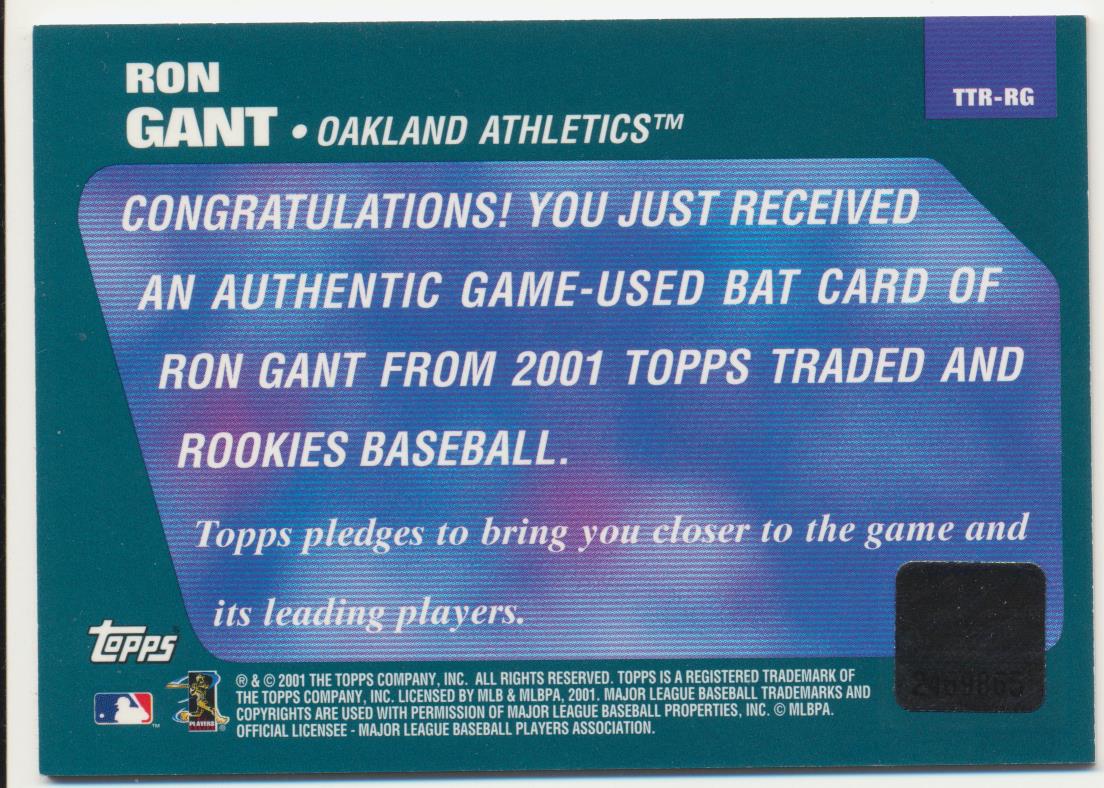 RON
GANT • OAKLAND ATHLETICS™
TTR-RG
CONGRATULATIONS! YOU JUST RECEIVED
AN AUTHENTIC GAME-USED BAT CARD OF
RON GANT FROM 2001 TOPPS TRADED AND
ROOKIES BASEBALL.
Topps pledges to bring you closer to the game and
its leading players.
topps
PLAYERS
® & © 2001 THE TOPPS COMPANY, INC. ALL RIGHTS RESERVED. TOPPS IS A REGISTERED TRADEMARK OF
THE TOPPS COMPANY, INC. LICENSED BY MLB & MLBPA, 2001. MAJOR LEAGUE BASEBALL TRADEMARKS AND
COPYRIGHTS ARE USED WITH PERMISSION OF MAJOR LEAGUE BASEBALL PROPERTIES, INC. © MLBPA.
OFFICIAL LICENSEE - MAJOR LEAGUE BASEBALL PLAYERS ASSOCIATION.